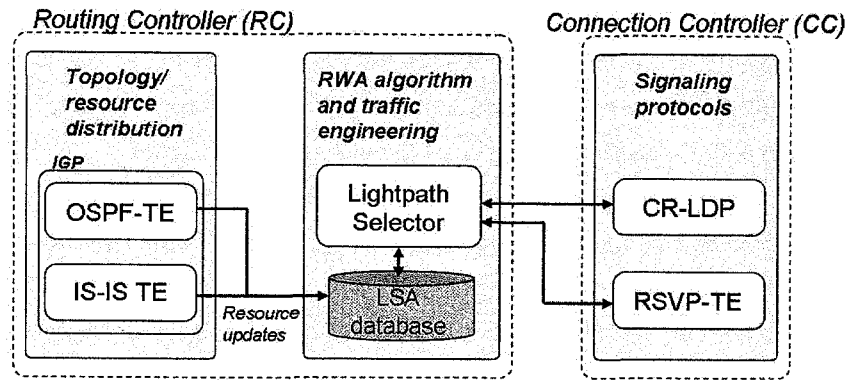 Routing Controller (RC)
Connection Controller (CC)
Topology/
resource
distribution
IGP
OSPF-TE
IS-IS TE
Resource
updates
RWA algorithm
and traffic
engineering
Lightpath
Selector
LSA
database
Signaling
protocols
CR-LDP
RSVP-TE